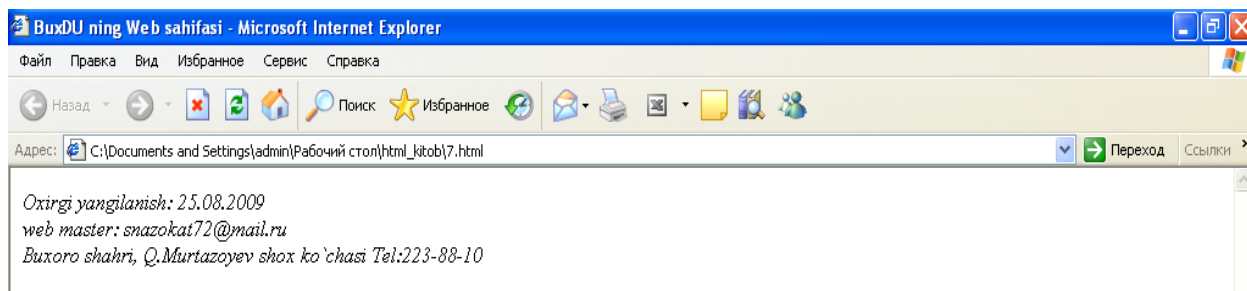 BuxDU ning Web sahifasi - Microsoft Internet Explorer
Файл Правка Вид Избранное Сервис Справка
Назад Поиск Избранное
Адрес: C:\Documents and Settings\admin\Рабочий стол\html_kitob\7.html Переход Ссылки »
Oxirgi yangilanish: 25.08.2009
web master: snazokat72@mail.ru
Buxoro shahri, Q.Murtazoyev shox ko`chasi Tel:223-88-10